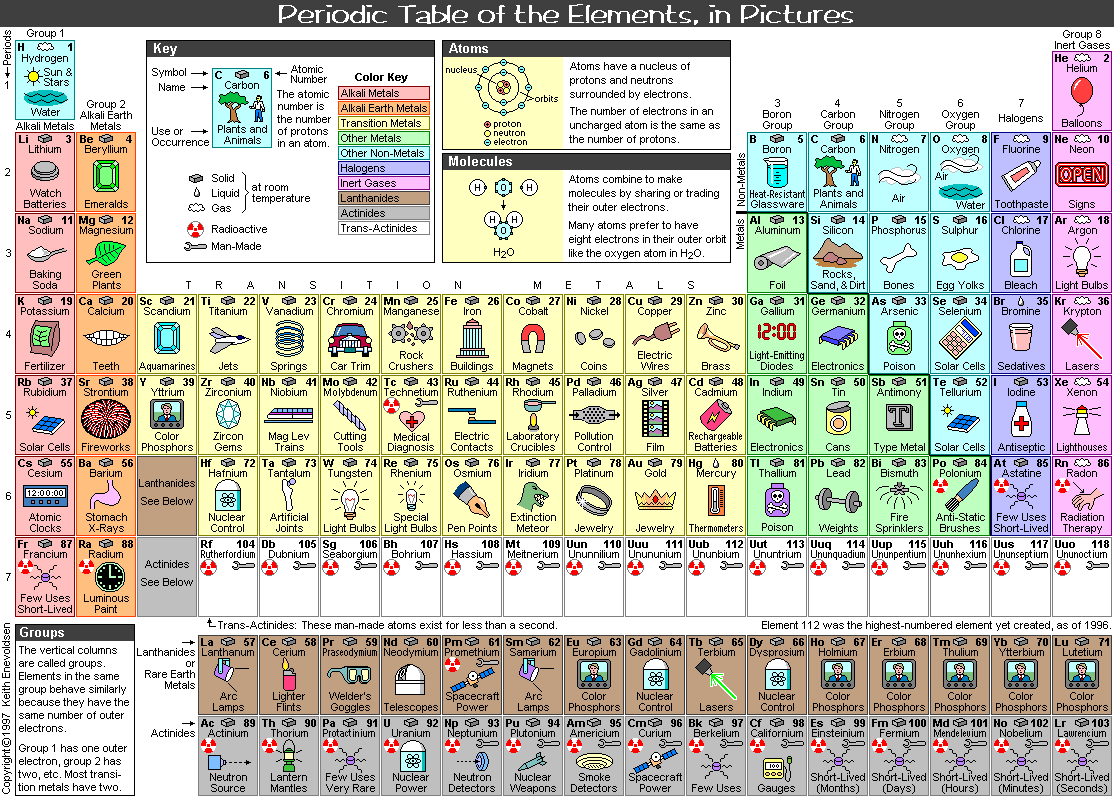 Periodic Table of the Elements, in Pictures
← Periods
Group 1
H 1
Hydrogen
Sun & Stars
Water
Alkali Metals
Group 2
Alkali Earth
Metals
Key
Symbol
Name
Use or
Occurrence
C 6
Carbon
Plants and
Animals
Atomic
Number
The atomic
number is
the number
of protons
in an atom.
Solid
Liquid
Gas
at room
temperature
Radioactive
Man-Made
Color Key
Alkali Metals
Alkali Earth Metals
Transition Metals
Other Metals
Other Non-Metals
Halogens
Inert Gases
Lanthanides
Actinides
Trans-Actinides
Atoms
nucleus
orbits
proton
neutron
electron
Atoms have a nucleus of
protons and neutrons
surrounded by electrons.
The number of electrons in an
uncharged atom is the same as
the number of protons.
Molecules
H O H
H H
O
H₂O
Atoms combine to make
molecules by sharing or trading
their outer electrons.
Many atoms prefer to have
eight electrons in their outer orbit
like the oxygen atom in H₂O.
3
Boron
Group
4
Carbon
Group
5
Nitrogen
Group
6
Oxygen
Group
7
Halogens
Group 8
Inert Gases
He 2
Helium
Balloons
1
2
3
4
5
6
7
Non-Metals
Metals
Li 3
Lithium
Watch
Batteries
Be 4
Beryllium
Emeralds
B 5
Boron
Heat-Resistant
Glassware
C 6
Carbon
Plants and
Animals
N 7
Nitrogen
Air
O 8
Oxygen
Air
Water
F 9
Fluorine
Toothpaste
Ne 10
Neon
OPEN
Signs
Na 11
Sodium
Baking
Soda
Mg 12
Magnesium
Green
Plants
Al 13
Aluminum
Foil
Si 14
Silicon
Rocks,
Sand, & Dirt
P 15
Phosphorus
Bones
S 16
Sulphur
Egg Yolks
Cl 17
Chlorine
Bleach
Ar 18
Argon
Light Bulbs
T R A N S I T I O N M E T A L S
K 19
Potassium
Fertilizer
Ca 20
Calcium
Teeth
Sc 21
Scandium
Aquamarines
Ti 22
Titanium
Jets
V 23
Vanadium
Springs
Cr 24
Chromium
Car Trim
Mn 25
Manganese
Rock
Crushers
Fe 26
Iron
Buildings
Co 27
Cobalt
Magnets
Ni 28
Nickel
Coins
Cu 29
Copper
Electric
Wires
Zn 30
Zinc
Brass
Ga 31
Gallium
12:00
Light-Emitting
Diodes
Ge 32
Germanium
Electronics
As 33
Arsenic
Poison
Se 34
Selenium
Solar Cells
Br 35
Bromine
Sedatives
Kr 36
Krypton
Lasers
Rb 37
Rubidium
Solar Cells
Sr 38
Strontium
Fireworks
Y 39
Yttrium
Color
Phosphors
Zr 40
Zirconium
Zircon
Gems
Nb 41
Niobium
Mag Lev
Trains
Mo 42
Molybdenum
Cutting
Tools
Tc 43
Technetium
Medical
Diagnosis
Ru 44
Ruthenium
Electric
Contacts
Rh 45
Rhodium
Laboratory
Crucibles
Pd 46
Palladium
Pollution
Control
Ag 47
Silver
Film
Cd 48
Cadmium
Rechargeable
Batteries
In 49
Indium
Electronics
Sn 50
Tin
Cans
Sb 51
Antimony
T
Type Metal
Te 52
Tellurium
Solar Cells
I 53
Iodine
Antiseptic
Xe 54
Xenon
Lighthouses
Cs 55
Cesium
12:00:00
Atomic
Clocks
Ba 56
Barium
Stomach
X-Rays
Lanthanides
See Below
Hf 72
Hafnium
Nuclear
Control
Ta 73
Tantalum
Artificial
Joints
W 74
Tungsten
Light Bulbs
Re 75
Rhenium
Special
Light Bulbs
Os 76
Osmium
Pen Points
Ir 77
Iridium
Extinction
Meteor
Pt 78
Platinum
Jewelry
Au 79
Gold
Jewelry
Hg 80
Mercury
Thermometers
Tl 81
Thallium
Poison
Pb 82
Lead
Weights
Bi 83
Bismuth
Fire
Sprinklers
Po 84
Polonium
Anti-Static
Brushes
At 85
Astatine
Few Uses
Short-Lived
Rn 86
Radon
Radiation
Therapy
Fr 87
Francium
Few Uses
Short-Lived
Ra 88
Radium
Luminous
Paint
Actinides
See Below
Rf 104
Rutherfordium
Db 105
Dubnium
Sg 106
Seaborgium
Bh 107
Bohrium
Hs 108
Hassium
Mt 109
Meitnerium
Uun 110
Ununnilium
Uuu 111
Unununium
Uub 112
Ununbium
Uut 113
Ununtrium
Uuq 114
Ununquadium
Uup 115
Ununpentium
Uuh 116
Ununhexium
Uus 117
Ununseptium
Uuo 118
Ununoctium
Trans-Actinides: These man-made atoms exist for less than a second.
Element 112 was the highest-numbered element yet created, as of 1996.
Groups
The vertical columns
are called groups.
Elements in the same
group behave similarly
because they have the
same number of outer
electrons.
Group 1 has one outer
electron, group 2 has
two, etc. Most transi-
tion metals have two.
Lanthanides
or
Rare Earth
Metals
La 57
Lanthanum
Arc
Lamps
Ce 58
Cerium
Lighter
Flints
Pr 59
Praseodymium
Welder's
Goggles
Nd 60
Neodymium
Telescopes
Pm 61
Promethium
Spacecraft
Power
Sm 62
Samarium
Arc
Lamps
Eu 63
Europium
Color
Phosphors
Gd 64
Gadolinium
Nuclear
Control
Tb 65
Terbium
Lasers
Dy 66
Dysprosium
Nuclear
Control
Ho 67
Holmium
Color
Phosphors
Er 68
Erbium
Color
Phosphors
Tm 69
Thulium
Color
Phosphors
Yb 70
Ytterbium
Color
Phosphors
Lu 71
Lutetium
Color
Phosphors
Actinides
Ac 89
Actinium
Neutron
Source
Th 90
Thorium
Lantern
Mantles
Pa 91
Protactinium
Few Uses
Very Rare
U 92
Uranium
Nuclear
Power
Np 93
Neptunium
Neutron
Detectors
Pu 94
Plutonium
Nuclear
Weapons
Am 95
Americium
Smoke
Detectors
Cm 96
Curium
Spacecraft
Power
Bk 97
Berkelium
Few Uses
Cf 98
Californium
Gauges
Es 99
Einsteinium
Short-Lived
(Months)
Fm 100
Fermium
Short-Lived
(Days)
Md 101
Mendelevium
Short-Lived
(Hours)
No 102
Nobelium
Short-Lived
(Minutes)
Lr 103
Lawrencium
Short-Lived
(Seconds)
Copyright©1997 Keith Enevoldsen